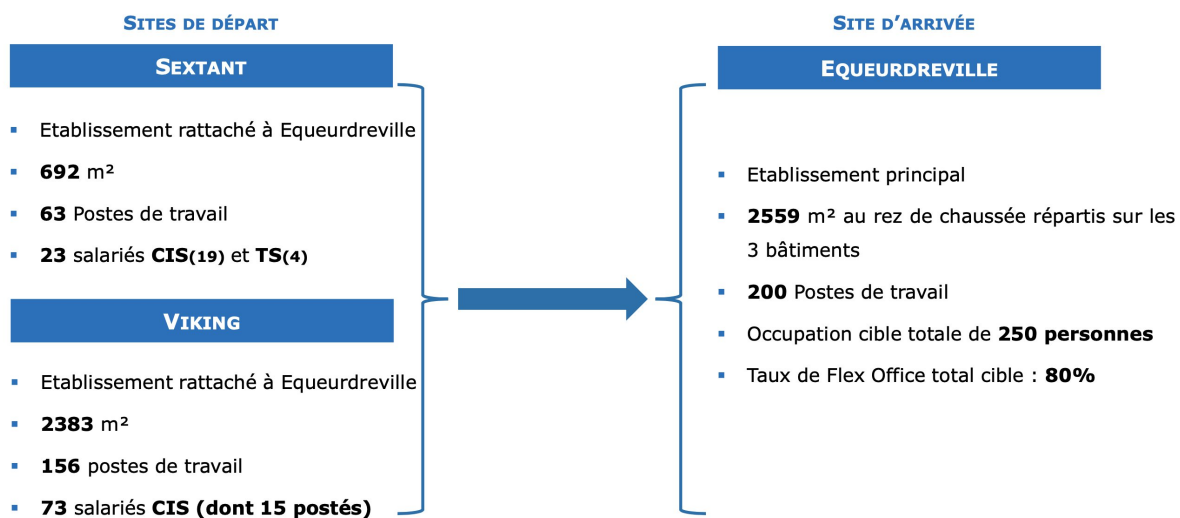 SITES DE DÉPART
SEXTANT
▪ Etablissement rattaché à Equeurdreville
▪ 692 m²
▪ 63 Postes de travail
▪ 23 salariés CIS(19) et TS(4)
VIKING
▪ Etablissement rattaché à Equeurdreville
▪ 2383 m²
▪ 156 postes de travail
▪ 73 salariés CIS (dont 15 postés)
SITE D’ARRIVÉE
EQUEURDREVILLE
▪ Etablissement principal
▪ 2559 m² au rez de chaussée répartis sur les
3 bâtiments
▪ 200 Postes de travail
▪ Occupation cible totale de 250 personnes
▪ Taux de Flex Office total cible : 80%